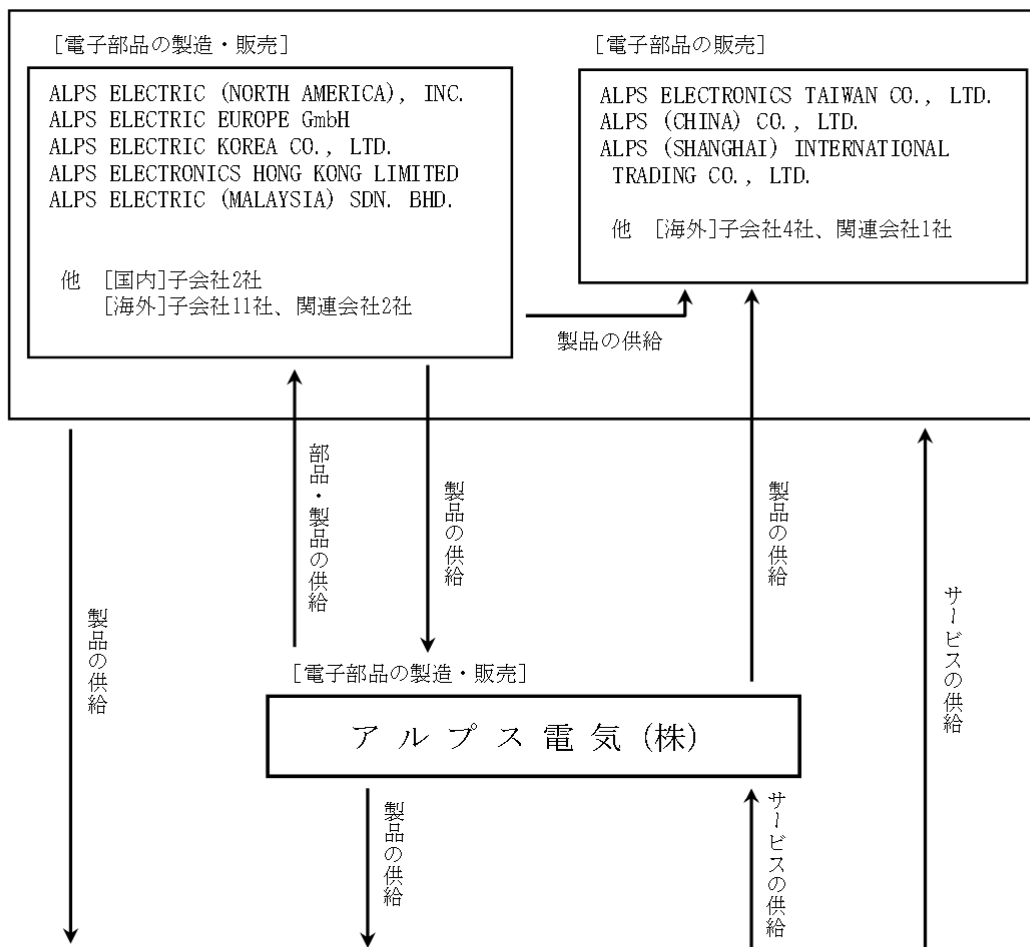 [電子部品の製造・販売]
ALPS ELECTRIC (NORTH AMERICA), INC.
ALPS ELECTRIC EUROPE GmbH
ALPS ELECTRIC KOREA CO., LTD.
ALPS ELECTRONICS HONG KONG LIMITED
ALPS ELECTRIC (MALAYSIA) SDN. BHD.
他 [国内]子会社2社
[海外]子会社11社、関連会社2社
[電子部品の販売]
ALPS ELECTRONICS TAIWAN CO., LTD.
ALPS (CHINA) CO., LTD.
ALPS (SHANGHAI) INTERNATIONAL
TRADING CO., LTD.
他 [海外]子会社4社、関連会社1社
製品の供給
製品の供給
部品・製品の供給
製品の供給
製品の供給
サービスの供給
[電子部品の製造・販売]
アルプス電気(株)
製品の供給
サービスの供給